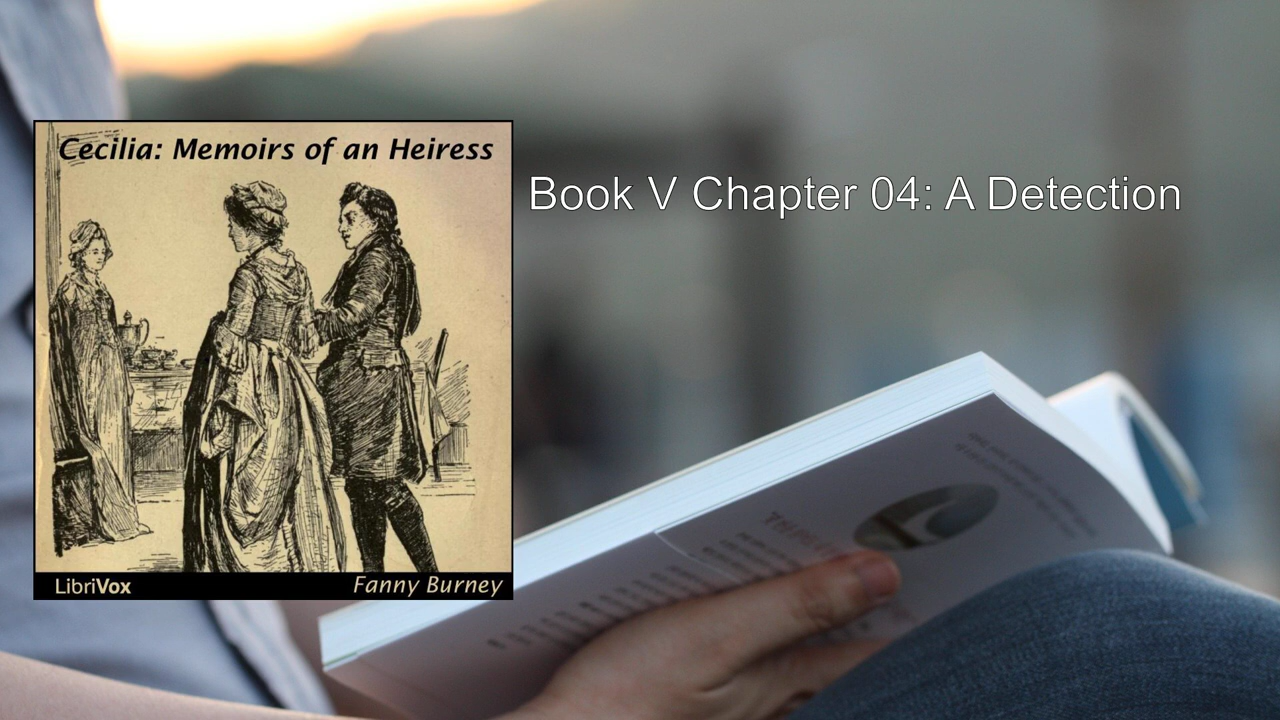 Cecilia: Memoirs of an Heiress
Book V Chapter 04: A Detection
LibriVox
Fanny Burney